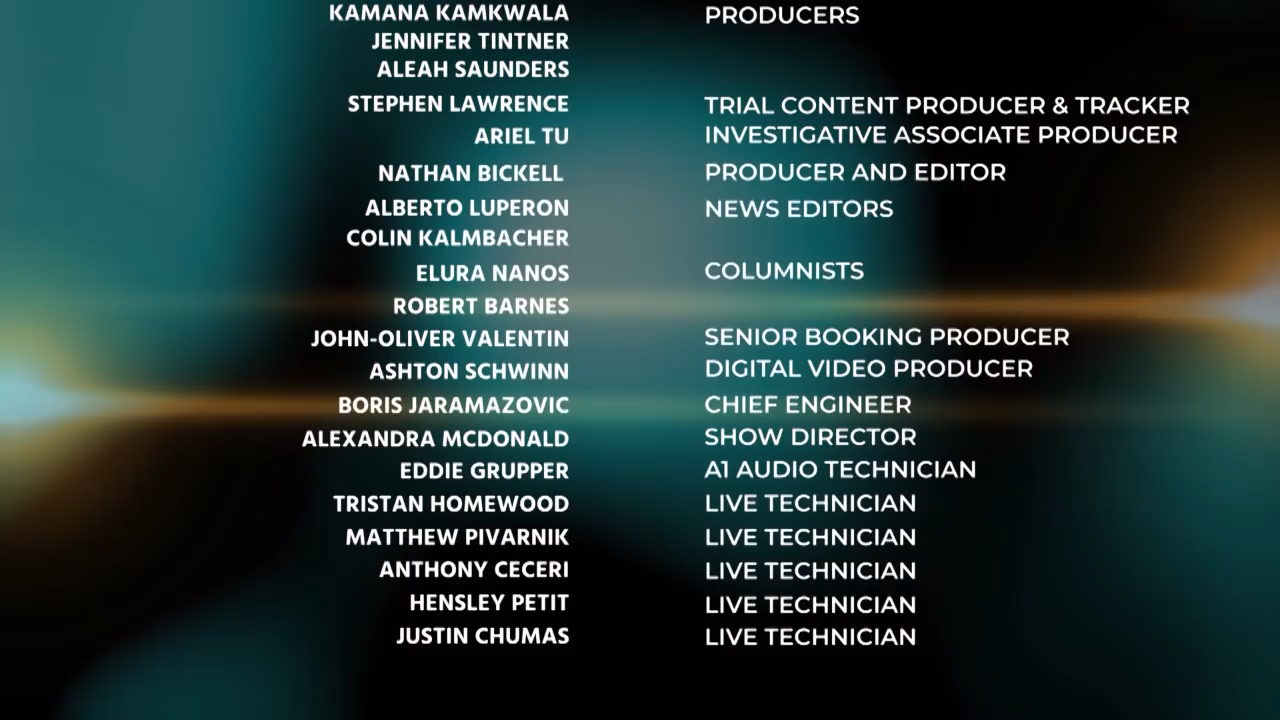 KAMANA KAMKWALA PRODUCERS
JENNIFER TINTNER
ALEAH SAUNDERS
STEPHEN LAWRENCE TRIAL CONTENT PRODUCER & TRACKER
ARIEL TU INVESTIGATIVE ASSOCIATE PRODUCER
NATHAN BICKELL PRODUCER AND EDITOR
ALBERTO LUPERON NEWS EDITORS
COLIN KALMBACHER
ELURA NANOS COLUMNISTS
ROBERT BARNES
JOHN-OLIVER VALENTIN SENIOR BOOKING PRODUCER
ASHTON SCHWINN DIGITAL VIDEO PRODUCER
BORIS JARAMAZOVIC CHIEF ENGINEER
ALEXANDRA MCDONALD SHOW DIRECTOR
EDDIE GRUPPER A1 AUDIO TECHNICIAN
TRISTAN HOMEWOOD LIVE TECHNICIAN
MATTHEW PIVARNIK LIVE TECHNICIAN
ANTHONY CECERI LIVE TECHNICIAN
HENSLEY PETIT LIVE TECHNICIAN
JUSTIN CHUMAS LIVE TECHNICIAN